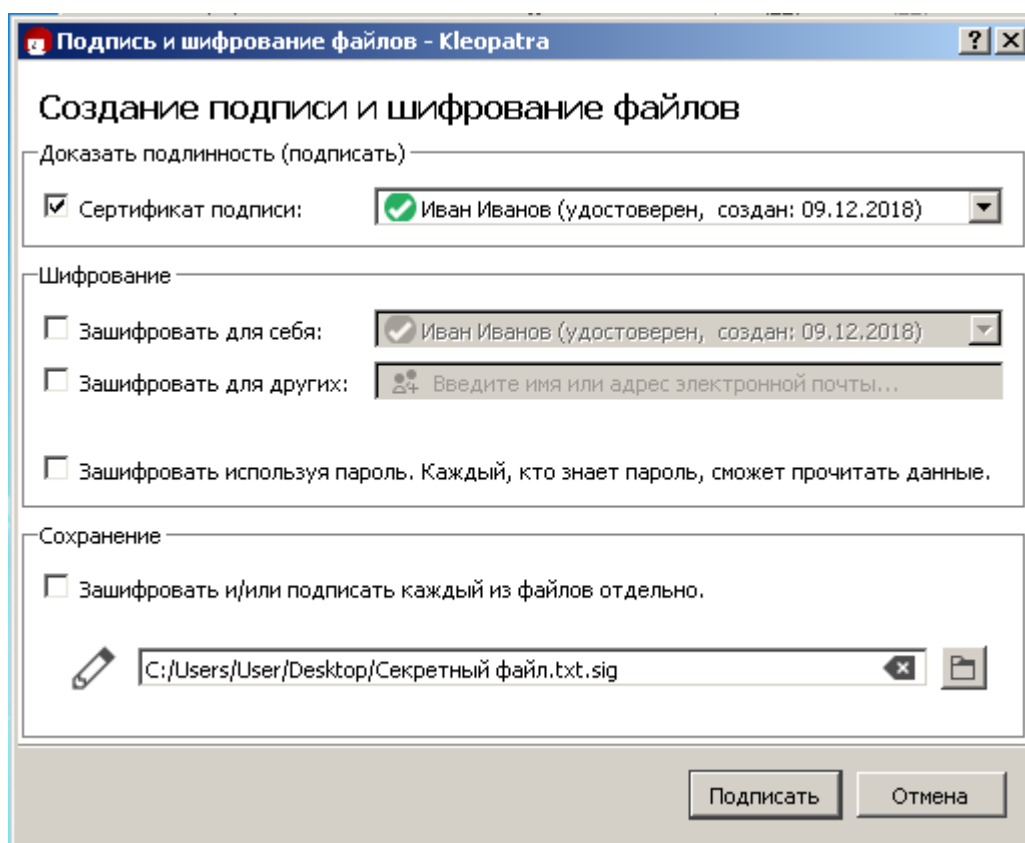 Подпись и шифрование файлов - Kleopatra
Создание подписи и шифрование файлов
Доказать подлинность (подписать)
Сертификат подписи:
Иван Иванов (удостоверен, создан: 09.12.2018)
Шифрование
Зашифровать для себя:
Иван Иванов (удостоверен, создан: 09.12.2018)
Зашифровать для других:
Введите имя или адрес электронной почты...
Зашифровать используя пароль. Каждый, кто знает пароль, сможет прочитать данные.
Сохранение
Зашифровать и/или подписать каждый из файлов отдельно.
C:/Users/User/Desktop/Секретный файл.txt.sig
Подписать
Отмена